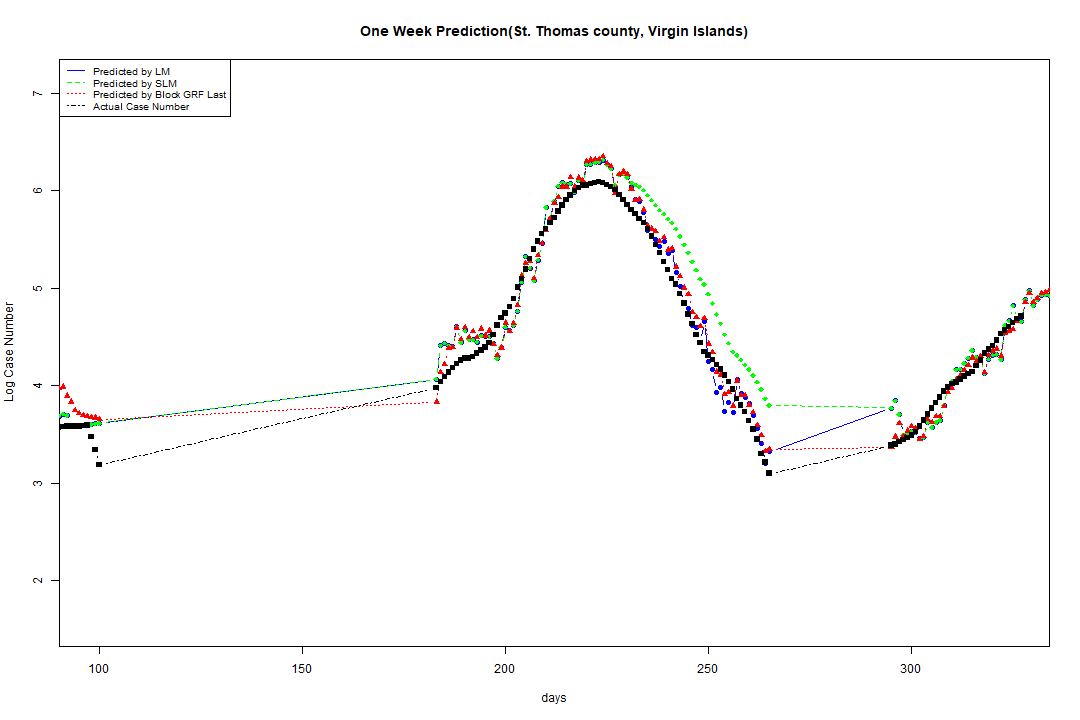 One Week Prediction(St. Thomas county, Virgin Islands)
Predicted by LM
Predicted by SLM
Predicted by Block GRF Last
Actual Case Number
Log Case Number
7
6
5
4
3
2
100 150 200 250 300
days